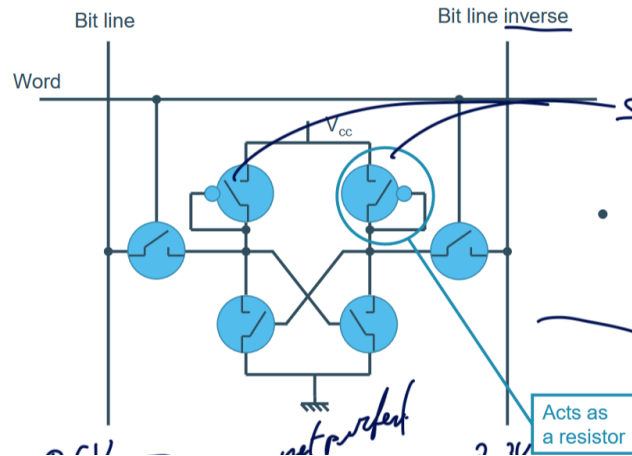 Bit line
Bit line inverse
Word
Vcc
Acts as
a resistor
not perfect